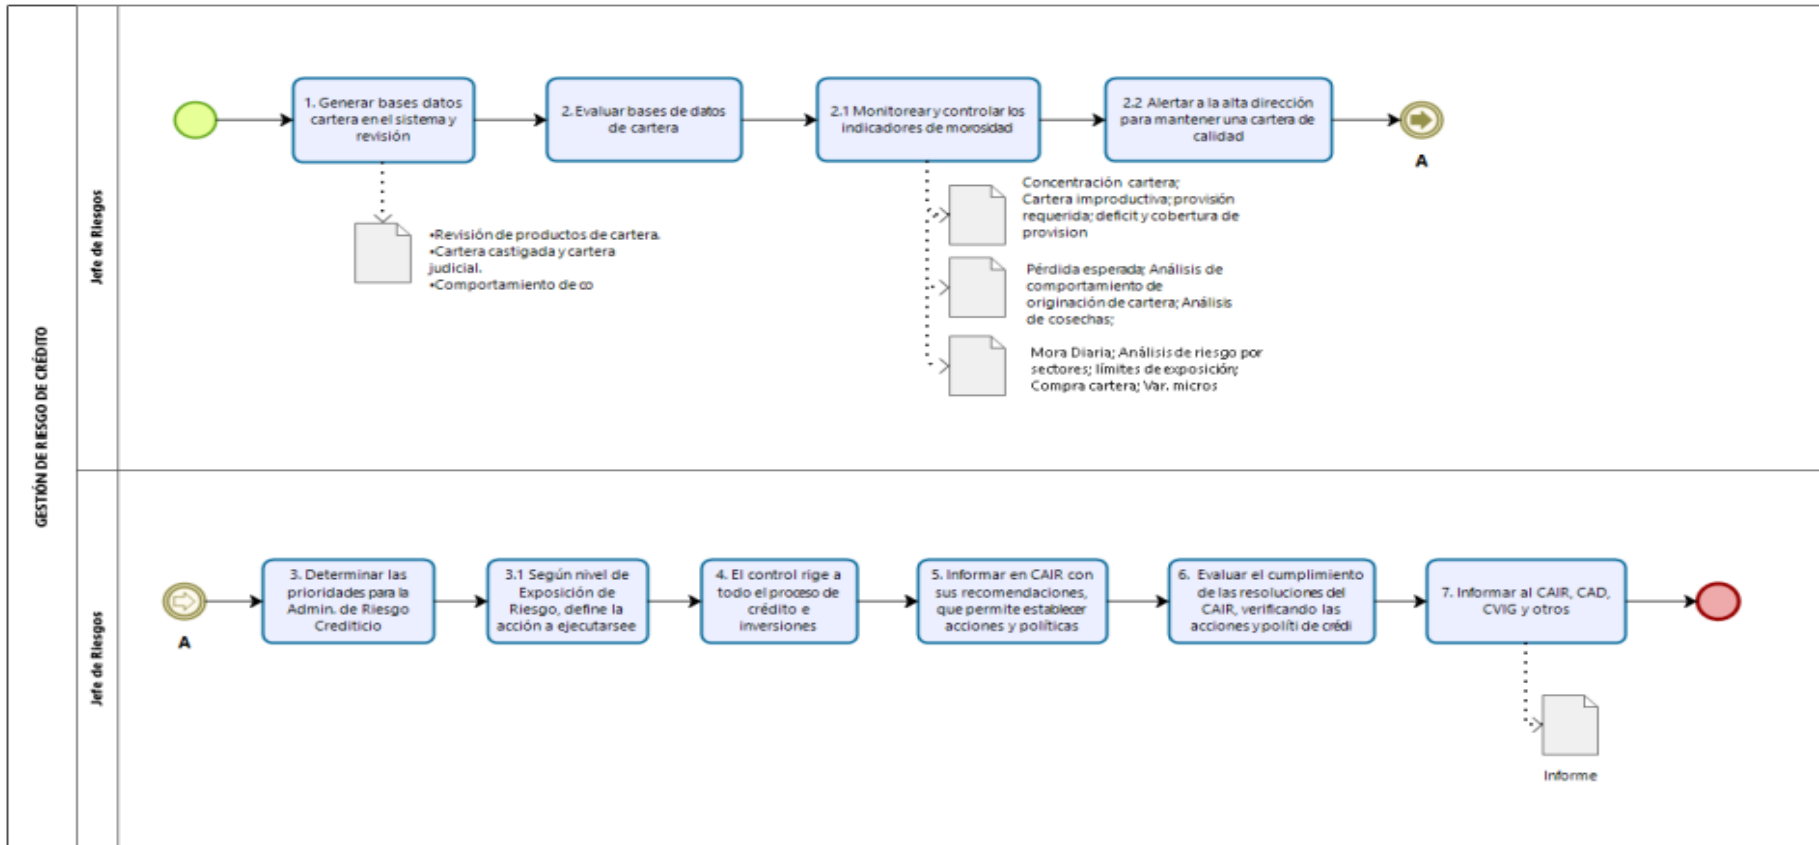 GESTIÓN DE RIESGO DE CRÉDITO
Jefe de Riesgos
1. Generar bases datos
cartera en el sistema y
revisión
2. Evaluar bases de datos
de cartera
2.1 Monitorear y controlar los
indicadores de morosidad
2.2 Alertar a la alta dirección
para mantener una cartera de
calidad
A
•Revisión de productos de cartera.
•Cartera castigada y cartera
judicial.
•Comportamiento de co
Concentración cartera;
Cartera improductiva; provisión
requerida; deficit y cobertura de
provision
Pérdida esperada; Análisis de
comportamiento de
originación de cartera; Análisis
de cosechas;
Mora Diaria; Análisis de riesgo por
sectores; límites de exposición;
Compra cartera; Var. micros
Jefe de Riesgos
A
3. Determinar las
prioridades para la
Admin. de Riesgo
Crediticio
3.1 Según nivel de
Exposición de
Riesgo, define la
acción a ejecutarsee
4. El control rige a
todo el proceso de
crédito e
inversiones
5. Informar en CAIR con
sus recomendaciones,
que permite establecer
acciones y políticas
6. Evaluar el cumplimiento
de las resoluciones del
CAIR, verificando las
acciones y políti de crédi
7. Informar al CAIR, CAD,
CVIG y otros
Informe